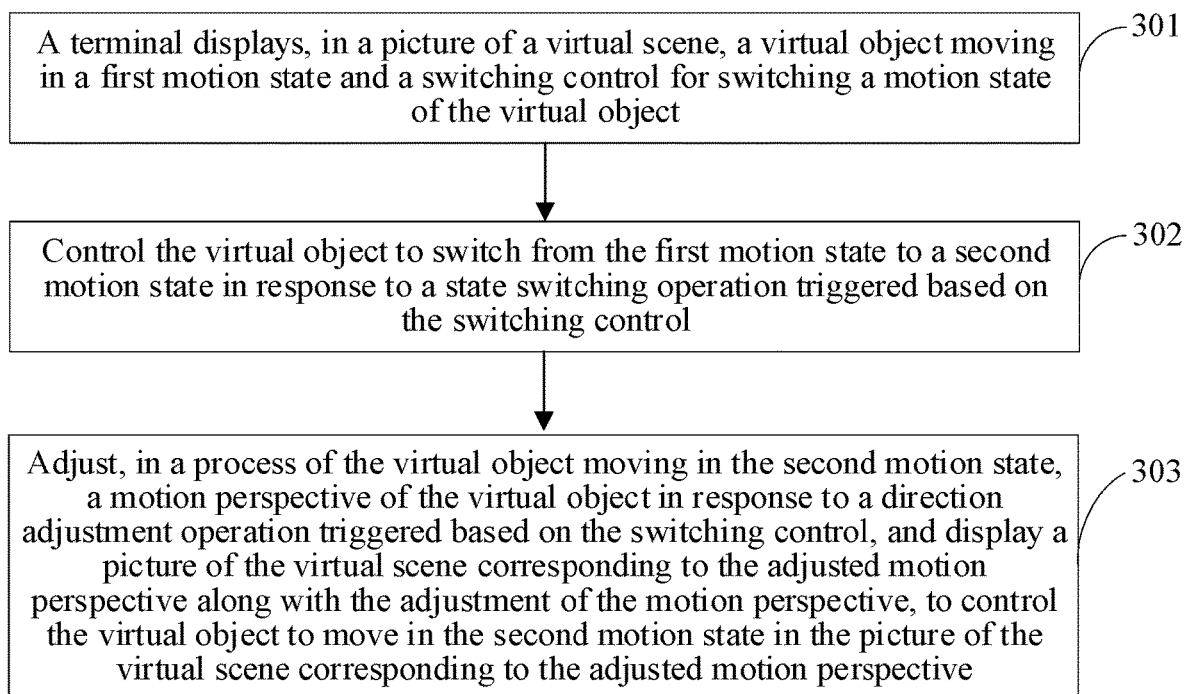 A terminal displays, in a picture of a virtual scene, a virtual object moving
in a first motion state and a switching control for switching a motion state
of the virtual object
301
Control the virtual object to switch from the first motion state to a second
motion state in response to a state switching operation triggered based on
the switching control
302
Adjust, in a process of the virtual object moving in the second motion state,
a motion perspective of the virtual object in response to a direction
adjustment operation triggered based on the switching control, and display a
picture of the virtual scene corresponding to the adjusted motion
perspective along with the adjustment of the motion perspective, to control
the virtual object to move in the second motion state in the picture of the
virtual scene corresponding to the adjusted motion perspective
303